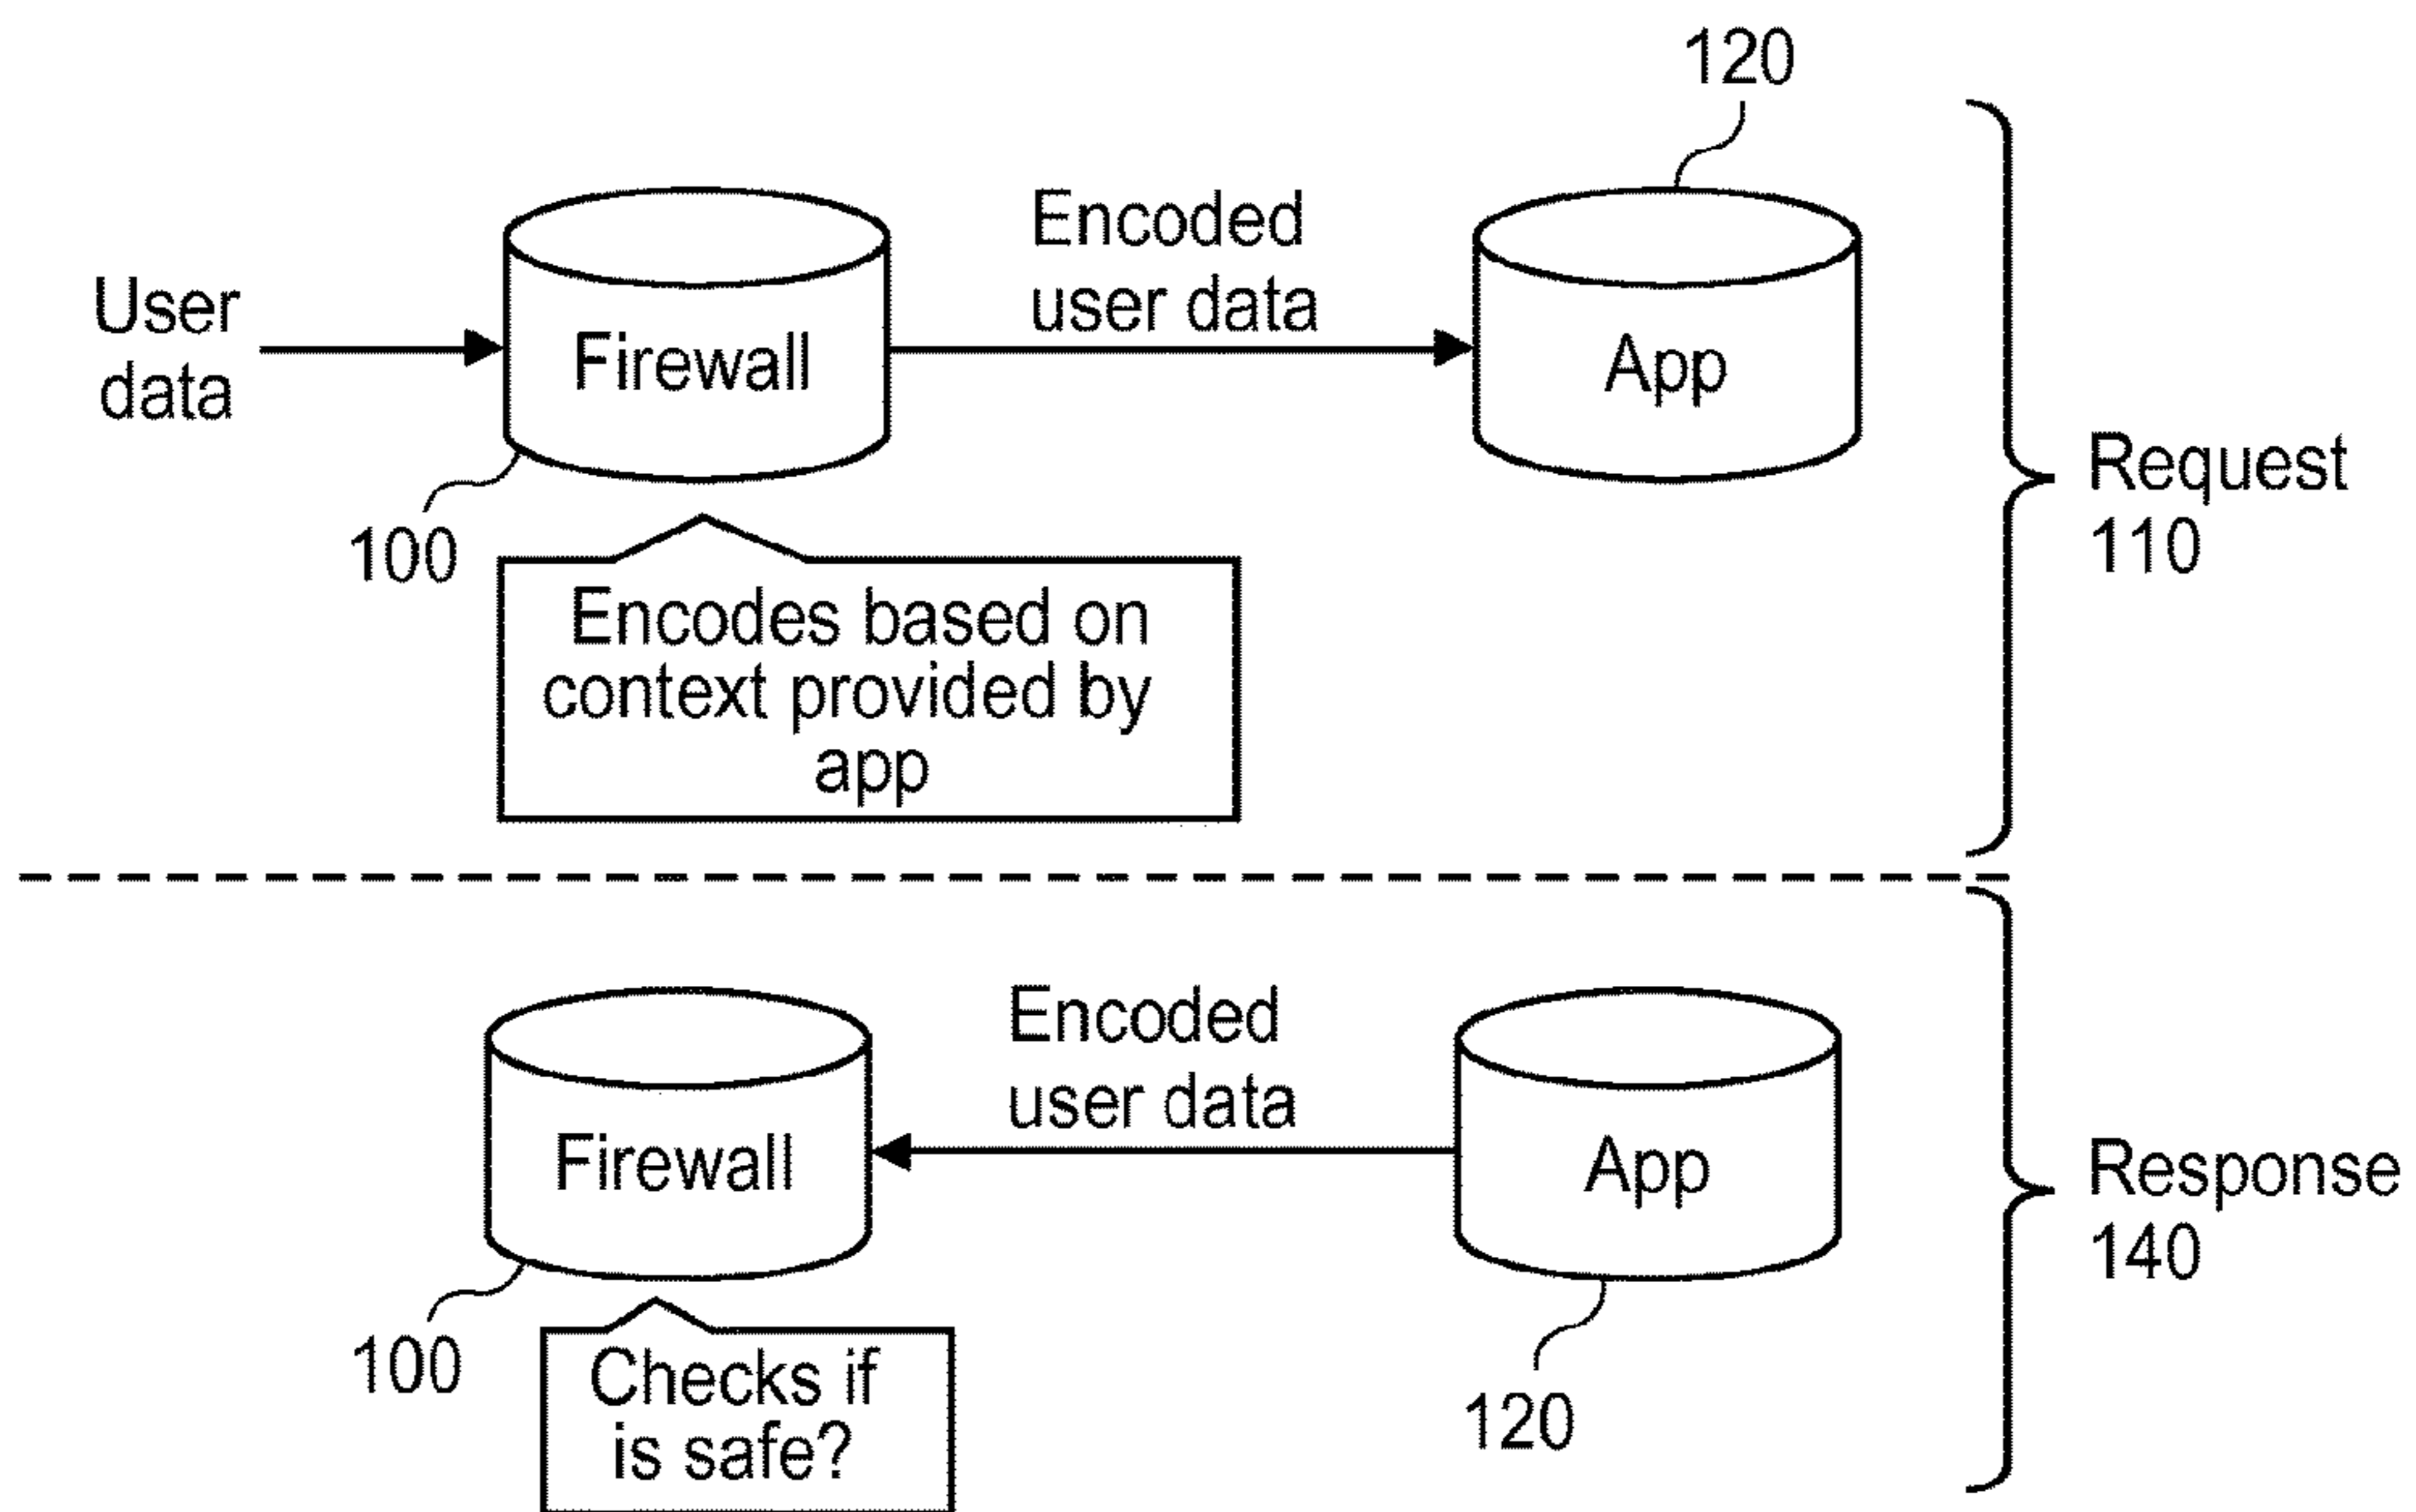 120
Encoded
user data
User
data
Firewall
App
Request
110
100
Encodes based on
context provided by
app
Encoded
user data
Firewall
App
Response
140
100
Checks if
is safe?
120